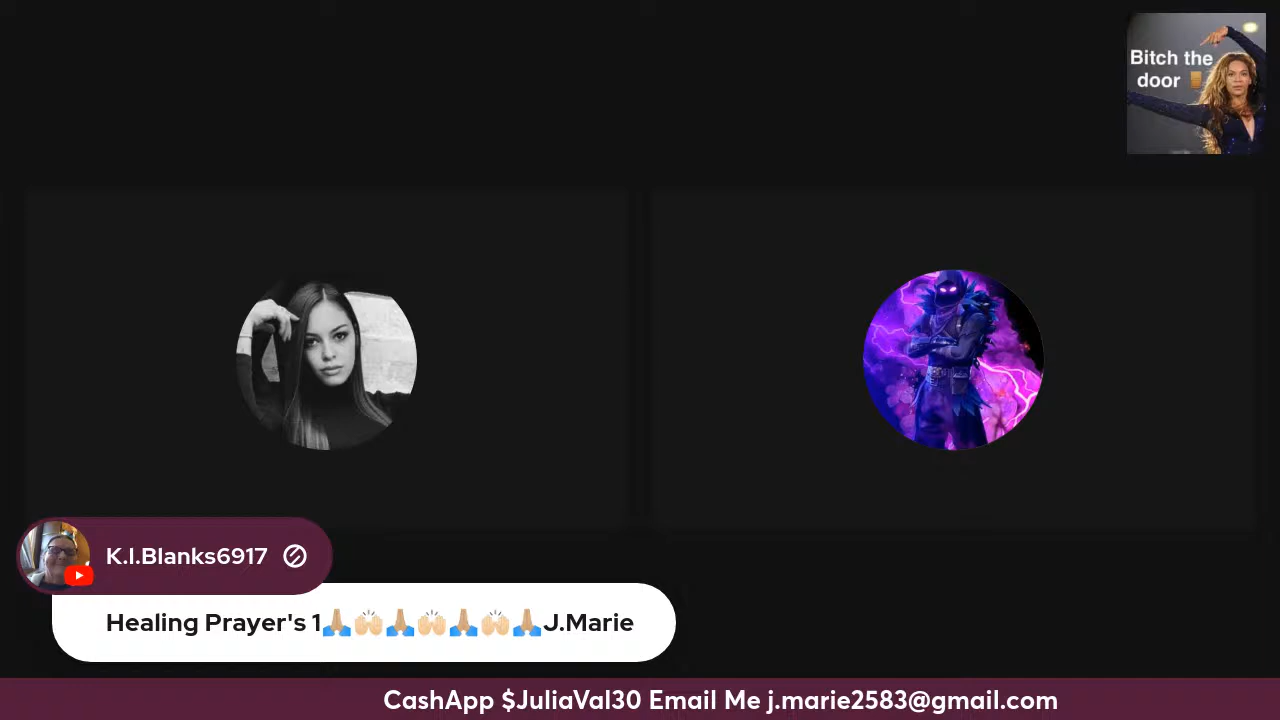 Bitch the
door 🚪
K.I.Blanks6917
Healing Prayer's 1🙏🏼🙌🏻🙏🏼🙌🏻🙏🏼🙌🏻🙏🏼J.Marie
CashApp $JuliaVal30 Email Me j.marie2583@gmail.com